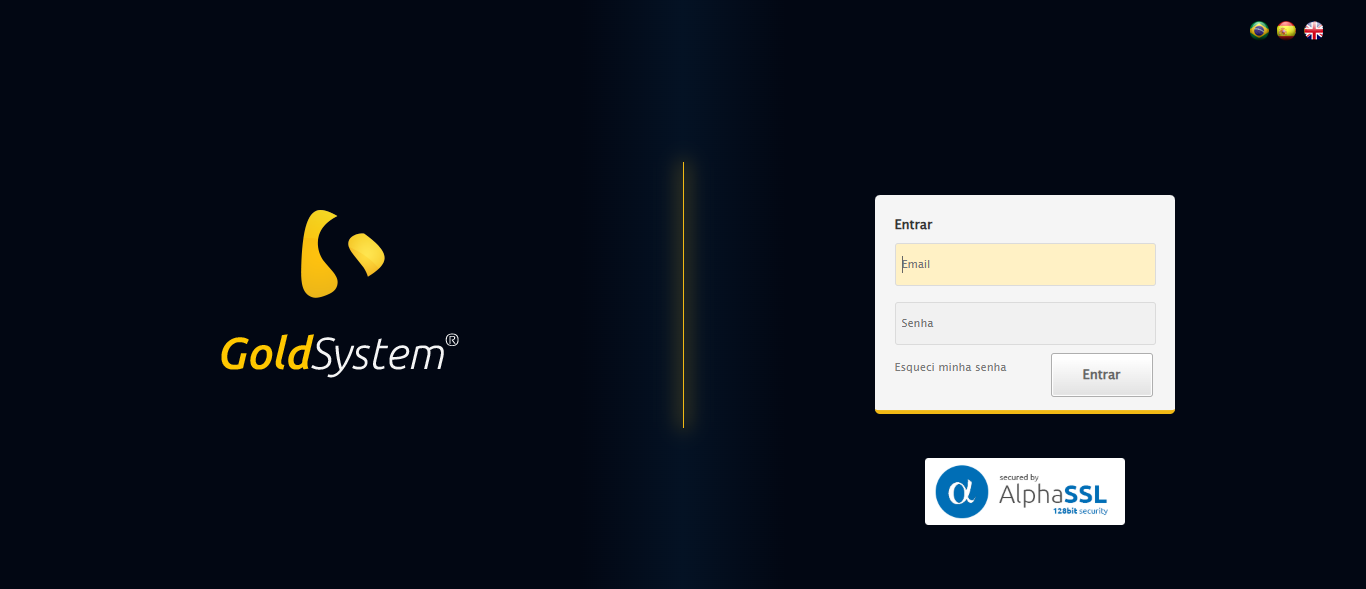 GoldSystem®
Entrar
Email
Senha
Esqueci minha senha
Entrar
α
secured by
AlphaSSL
128bit security